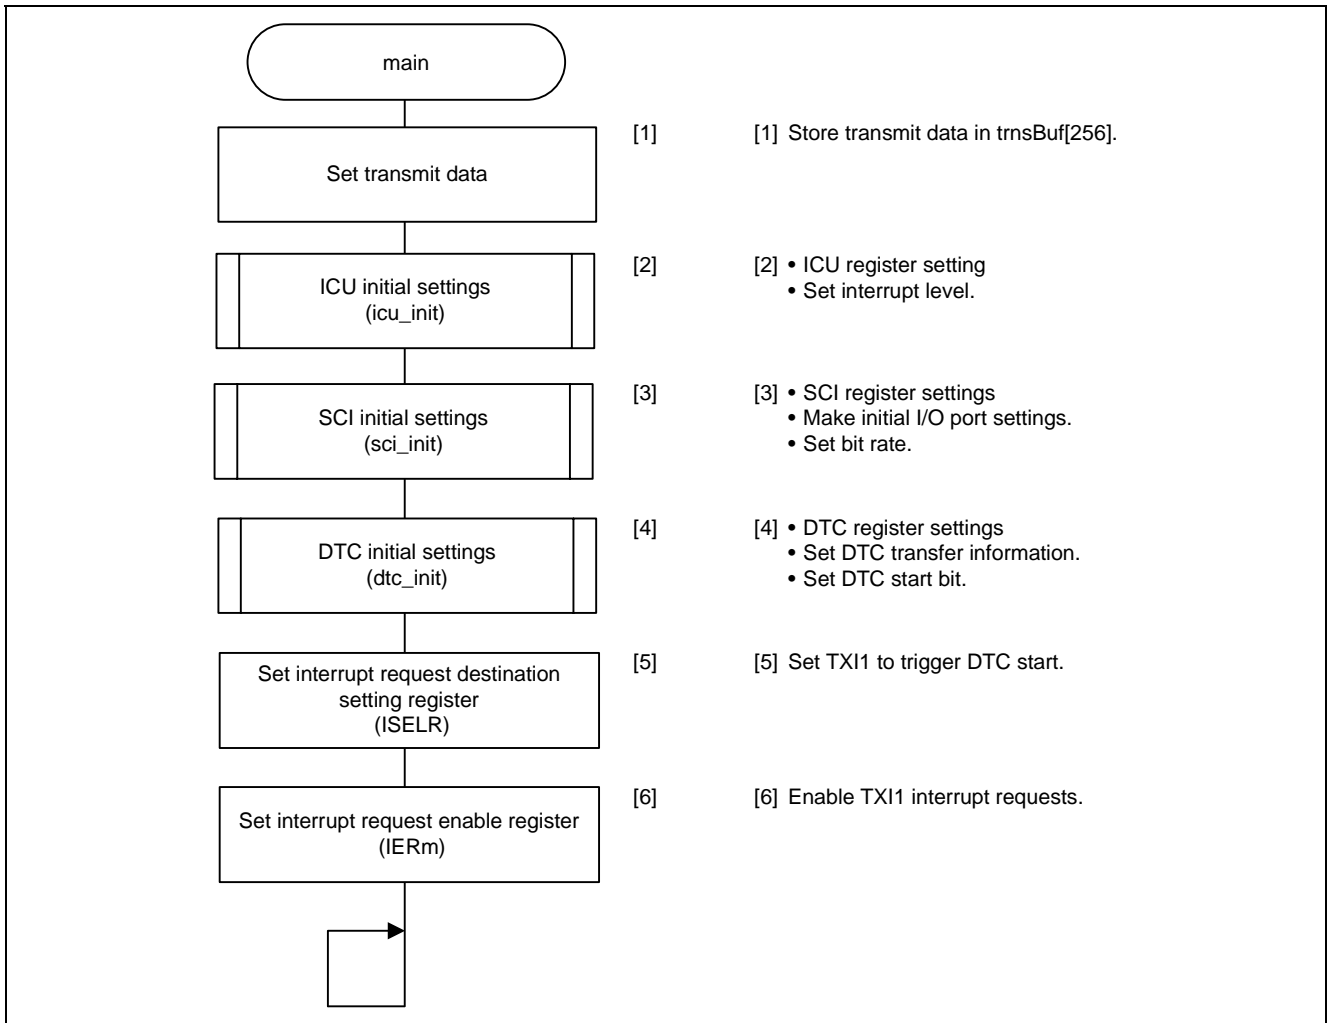 main
[1] [1] Store transmit data in trnsBuf[256].
Set transmit data
[2] [2] • ICU register setting
• Set interrupt level.
ICU initial settings
(icu_init)
[3] [3] • SCI register settings
• Make initial I/O port settings.
• Set bit rate.
SCI initial settings
(sci_init)
[4] [4] • DTC register settings
• Set DTC transfer information.
• Set DTC start bit.
DTC initial settings
(dtc_init)
[5] [5] Set TXI1 to trigger DTC start.
Set interrupt request destination
setting register
(ISELR)
[6] [6] Enable TXI1 interrupt requests.
Set interrupt request enable register
(IERm)